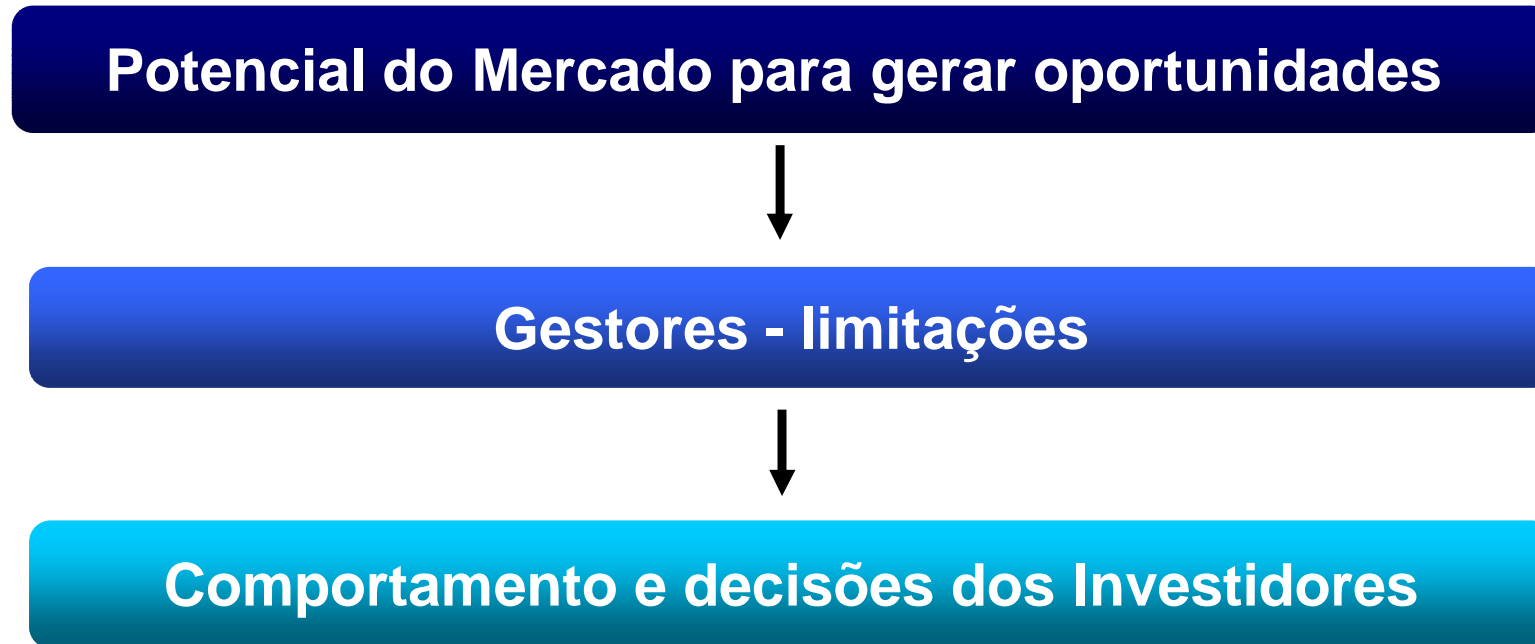 Potencial do Mercado para gerar oportunidades
Gestores - limitações
Comportamento e decisões dos Investidores